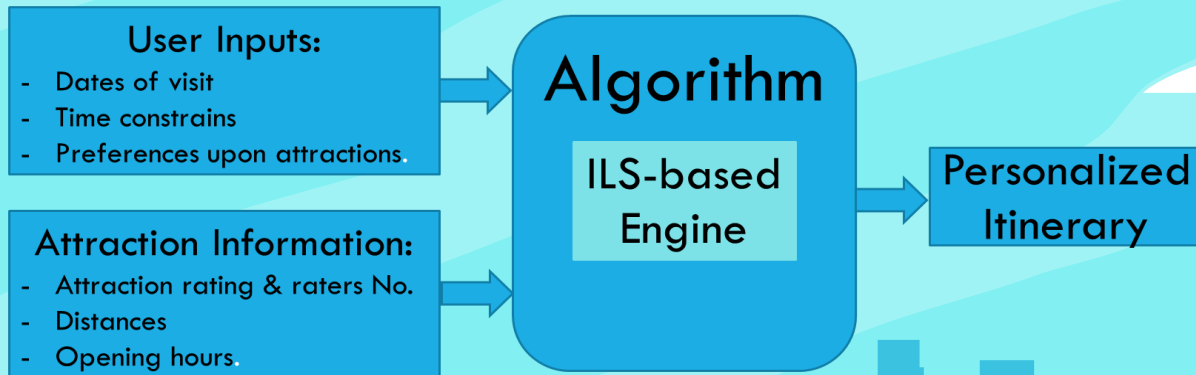 User Inputs:
- Dates of visit
- Time constrains
- Preferences upon attractions.
Attraction Information:
- Attraction rating & raters No.
- Distances
- Opening hours.
Algorithm
ILS-based
Engine
Personalized
Itinerary